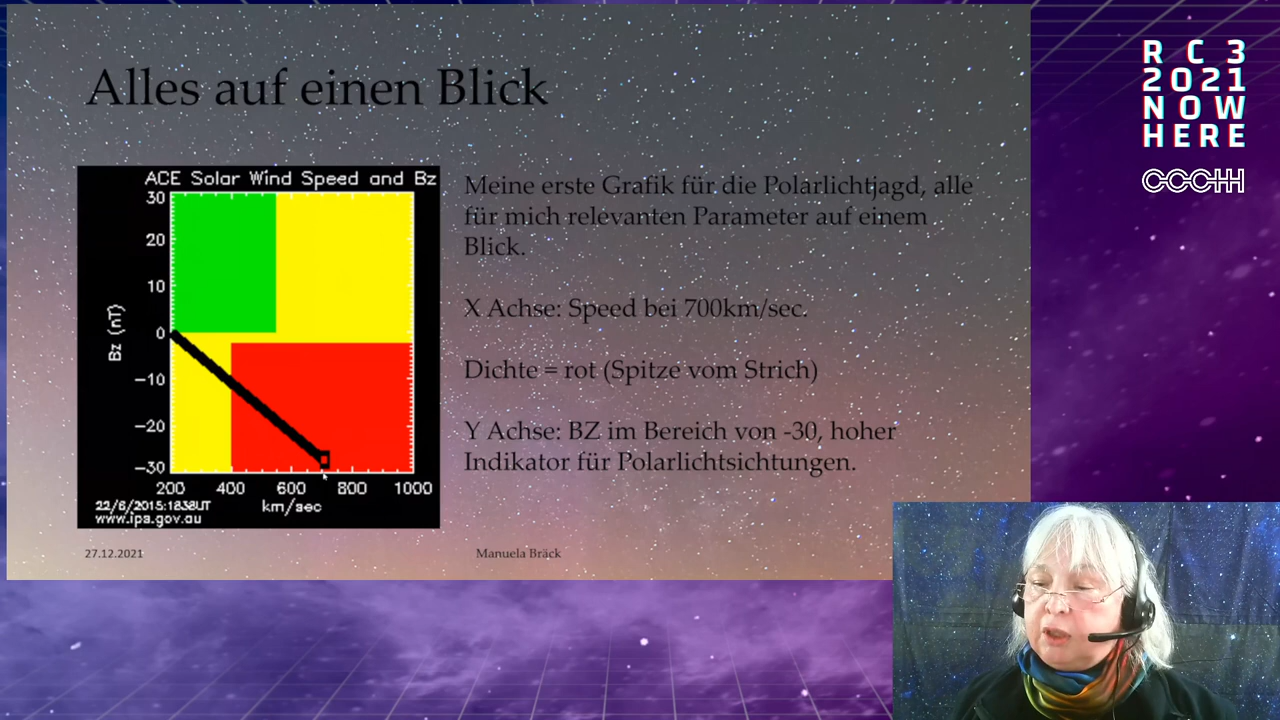 Alles auf einen Blick
ACE Solar Wind Speed and Bz
30
20
10
0
-10
-20
-30
Bz (nT)
200 400 600 800 1000
km/sec
22/6/2015:1838UT
www.ips.gov.au
Meine erste Grafik für die Polarlichtjagd, alle
für mich relevanten Parameter auf einem
Blick.
X Achse: Speed bei 700km/sec.
Dichte = rot (Spitze vom Strich)
Y Achse: BZ im Bereich von -30, hoher
Indikator für Polarlichtsichtungen.
27.12.2021
Manuela Bräck
RC3
2021
NOW
HERE